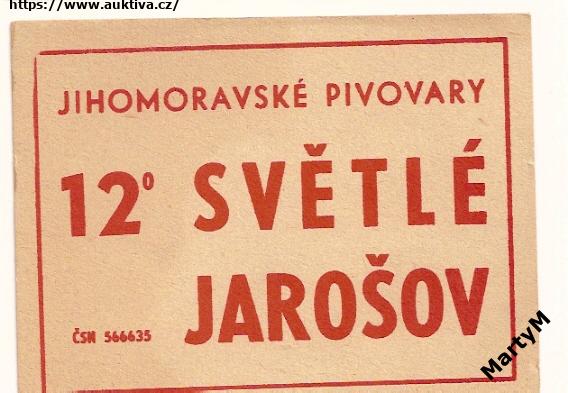 https://www.auktiva.cz/
JIHOMORAVSKÉ PIVOVARY
12° SVĚTLÉ
JAROŠOV
ČSN 566635
MartyM